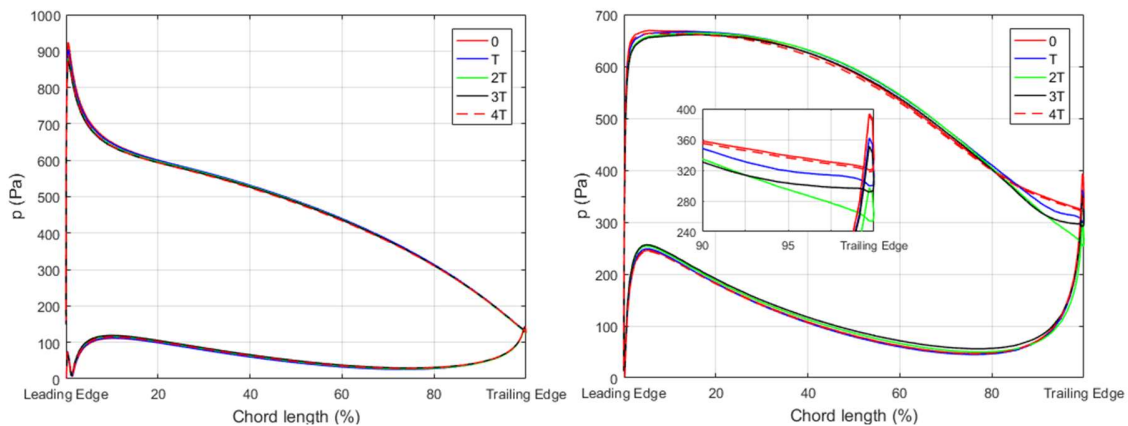 1000
900
800
700
600
500
400
300
200
100
0
p (Pa)
0
T
2T
3T
4T
Leading Edge 20 40 60 80 Trailing Edge
Chord length (%)
700
600
500
400
300
200
100
0
p (Pa)
0
T
2T
3T
4T
400
360
320
280
240
90 95 Trailing Edge
Leading Edge 20 40 60 80 Trailing Edge
Chord length (%)